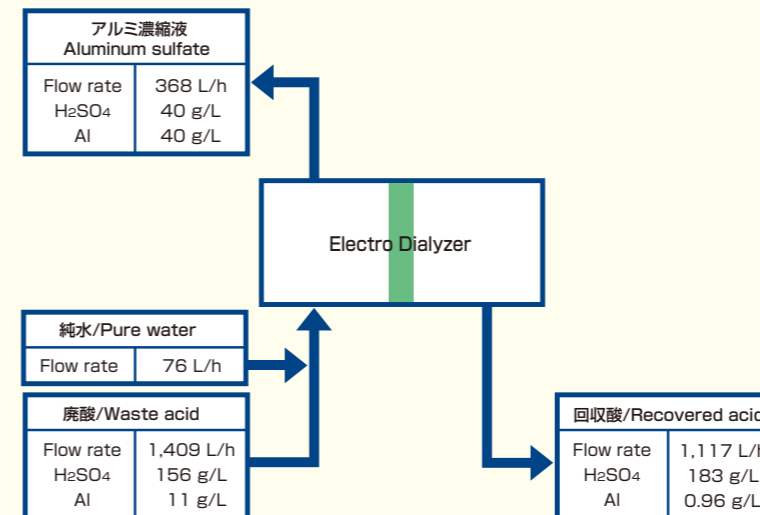 アルミ濃縮液
Aluminum sulfate
Flow rate 368 L/h
H2SO4 40 g/L
Al 40 g/L
Electro Dialyzer
純水/Pure water
Flow rate 76 L/h
廃酸/Waste acid
Flow rate 1,409 L/h
H2SO4 156 g/L
Al 11 g/L
回収酸/Recovered acid
Flow rate 1,117 L/h
H2SO4 183 g/L
Al 0.96 g/L